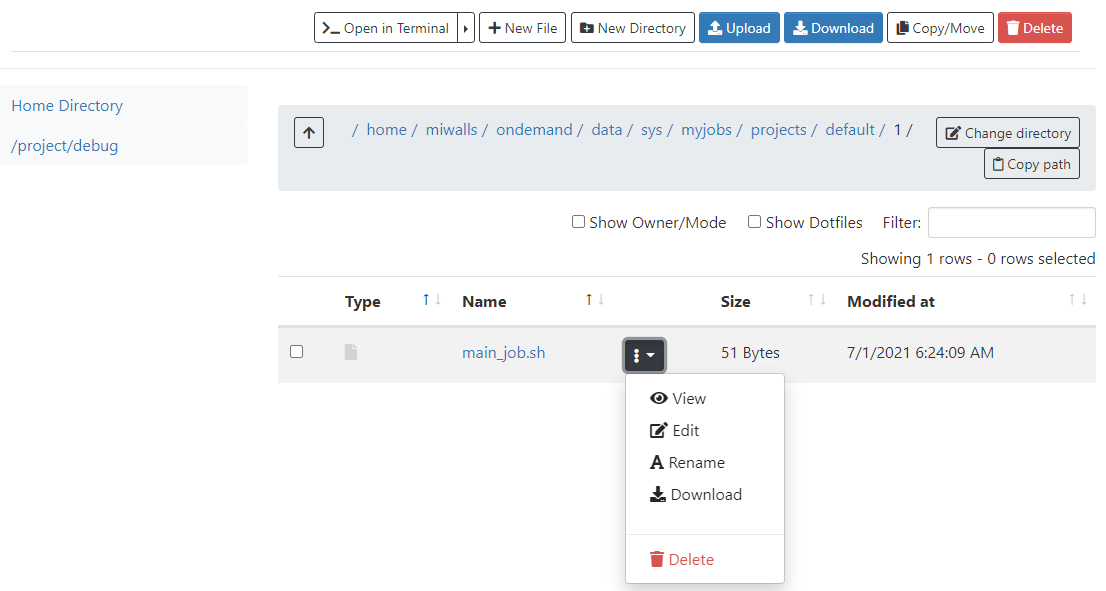 Open in Terminal New File New Directory Upload Download Copy/Move Delete
Home Directory
/project/debug
/ home / miwalls / ondemand / data / sys / myjobs / projects / default / 1 /
Change directory
Copy path
Show Owner/Mode Show Dotfiles Filter:
Showing 1 rows - 0 rows selected
Type Name Size Modified at
main_job.sh 51 Bytes 7/1/2021 6:24:09 AM
View
Edit
Rename
Download
Delete